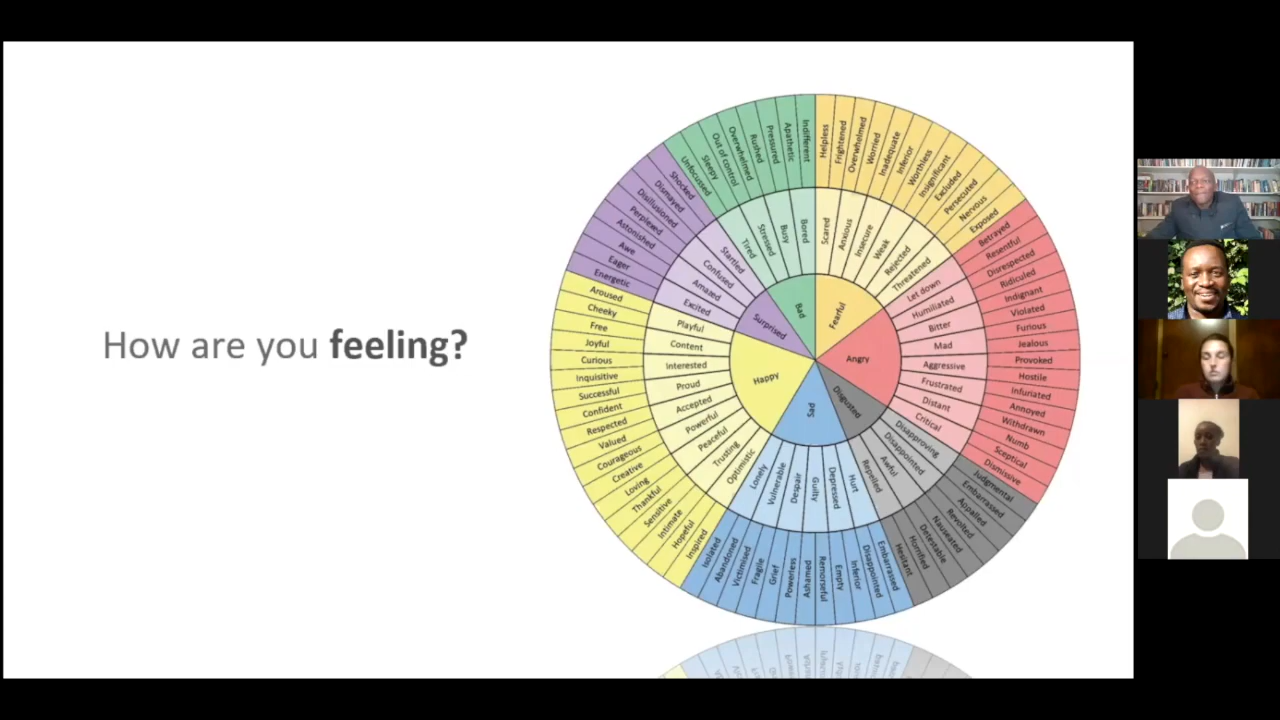 How are you feeling?
Bad
Fearful
Angry
Disgusted
Sad
Happy
Surprised
Bored
Scared
Anxious
Insecure
Weak
Rejected
Threatened
Let down
Humiliated
Bitter
Mad
Aggressive
Frustrated
Distant
Critical
Disapproving
Disappointed
Awful
Repelled
Hurt
Depressed
Guilty
Despair
Vulnerable
Lonely
Optimistic
Trusting
Peaceful
Powerful
Accepted
Proud
Interested
Content
Playful
Excited
Amazed
Confused
Startled
Tired
Stressed
Busy
Helpless
Frightened
Overwhelmed
Worried
Inadequate
Inferior
Worthless
Insignificant
Excluded
Persecuted
Nervous
Exposed
Betrayed
Resentful
Disrespected
Ridiculed
Indignant
Violated
Furious
Jealous
Provoked
Hostile
Infuriated
Annoyed
Withdrawn
Numb
Sceptical
Dismissive
Judgmental
Embarrassed
Appalled
Revolted
Nauseated
Detestable
Horrified
Hesitant
Embarrassed
Disappointed
Inferior
Empty
Remorseful
Ashamed
Powerless
Grief
Fragile
Victimised
Abandoned
Isolated
Inspired
Hopeful
Intimate
Sensitive
Thankful
Loving
Creative
Courageous
Valued
Respected
Confident
Successful
Inquisitive
Curious
Joyful
Free
Cheeky
Aroused
Energetic
Eager
Awe
Astonished
Perplexed
Disillusioned
Dismayed
Shocked
Unfocussed
Sleepy
Out of control
Overwhelmed
Rushed
Pressured
Apathetic
Indifferent